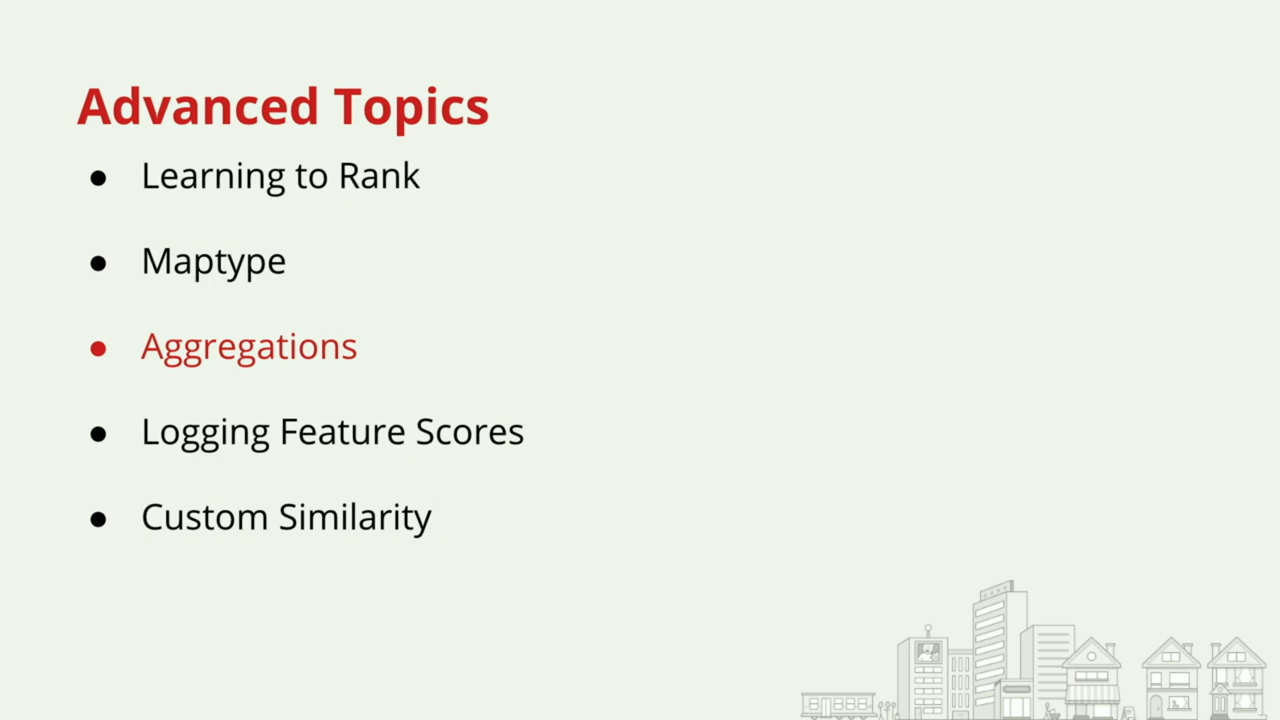 Advanced Topics
● Learning to Rank
● Maptype
● Aggregations
● Logging Feature Scores
● Custom Similarity